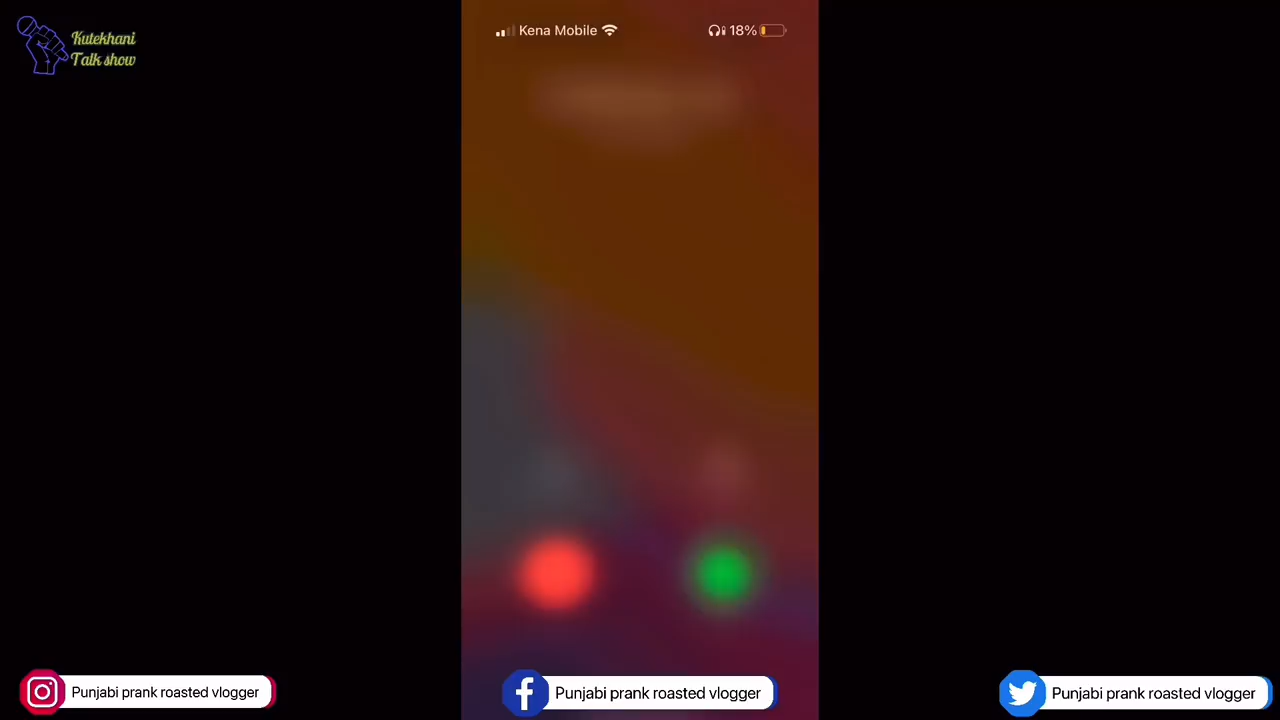 Kutekhani
Talk show
Kena Mobile
18%
Punjabi prank roasted vlogger
Punjabi prank roasted vlogger
Punjabi prank roasted vlogger